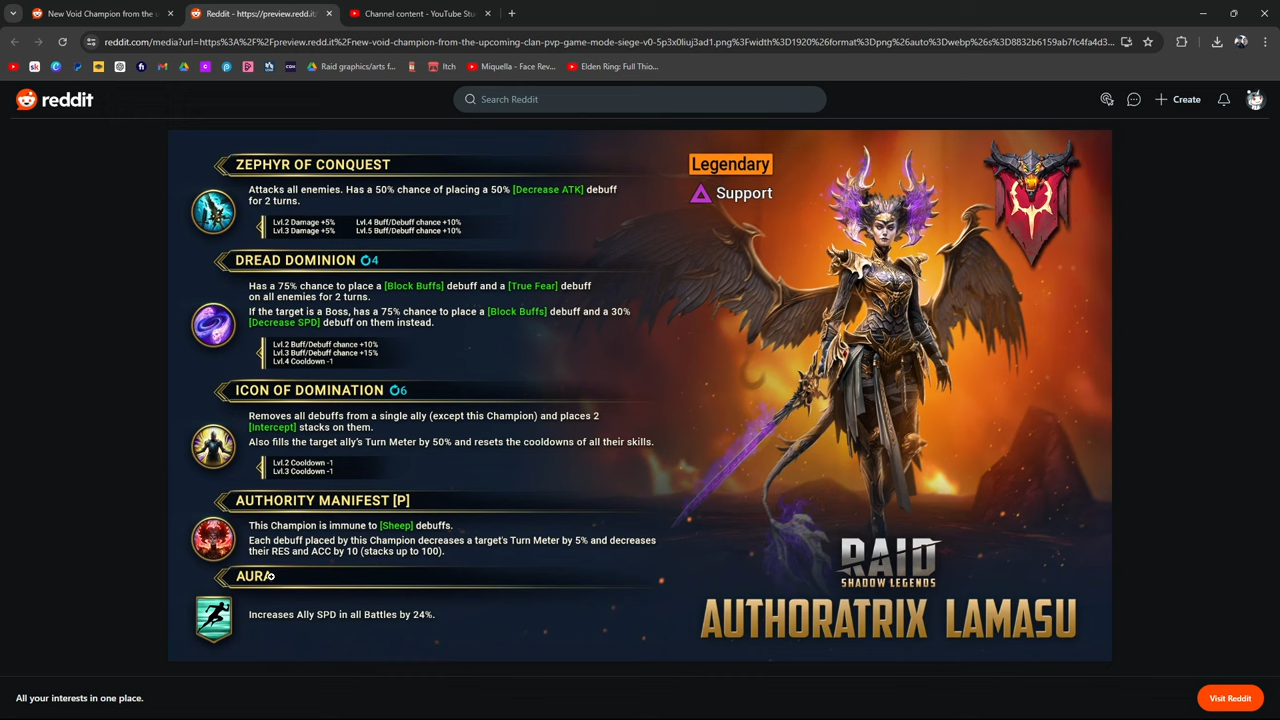 New Void Champion from the u
Reddit - https://preview.redd.it/
Channel content - YouTube Stu
reddit.com/media?url=https%3A%2F%2Fpreview.redd.it%2Fnew-void-champion-from-the-upcoming-clan-pvp-game-mode-siege-v0-5p3x0liuj3ad1.png%3Fwidth%3D1920%26format%3Dpng%26auto%3Dwebp%26s%3D8832b6159ab7fc4fa4d3...
Raid graphics/arts f...
Itch
Miquella - Face Rev...
Elden Ring: Full Thio...
reddit
Search Reddit
Create
ZEPHYR OF CONQUEST
Attacks all enemies. Has a 50% chance of placing a 50% [Decrease ATK] debuff
for 2 turns.
Lvl.2 Damage +5% Lvl.4 Buff/Debuff chance +10%
Lvl.3 Damage +5% Lvl.5 Buff/Debuff chance +10%
DREAD DOMINION 4
Has a 75% chance to place a [Block Buffs] debuff and a [True Fear] debuff
on all enemies for 2 turns.
If the target is a Boss, has a 75% chance to place a [Block Buffs] debuff and a 30%
[Decrease SPD] debuff on them instead.
Lvl.2 Buff/Debuff chance +10%
Lvl.3 Buff/Debuff chance +15%
Lvl.4 Cooldown -1
ICON OF DOMINATION 6
Removes all debuffs from a single ally (except this Champion) and places 2
[Intercept] stacks on them.
Also fills the target ally's Turn Meter by 50% and resets the cooldowns of all their skills.
Lvl.2 Cooldown -1
Lvl.3 Cooldown -1
AUTHORITY MANIFEST [P]
This Champion is immune to [Sheep] debuffs.
Each debuff placed by this Champion decreases a target's Turn Meter by 5% and decreases
their RES and ACC by 10 (stacks up to 100).
AURA
Increases Ally SPD in all Battles by 24%.
Legendary
Support
RAID
SHADOW LEGENDS
AUTHORATRIX LAMASU
All your interests in one place.
Visit Reddit